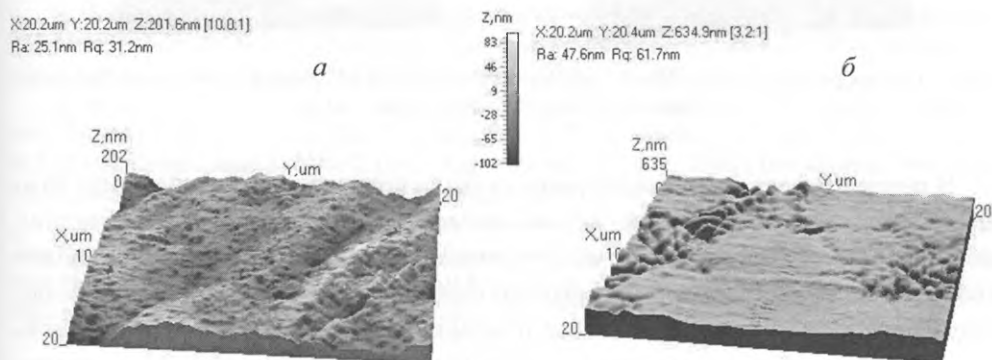 X:20.2um Y:20.2um Z:201.6nm [10.0:1]
Ra: 25.1nm Rq: 31.2nm
а
Z,nm
202
0
Y,um
20
X,um
10
20
Z,nm
83
46
9
-28
-65
-102
X:20.2um Y:20.4um Z:634.9nm [3.2:1]
Ra: 47.6nm Rq: 61.7nm
б
Z,nm
635
Y,um
20
X,um
10
20